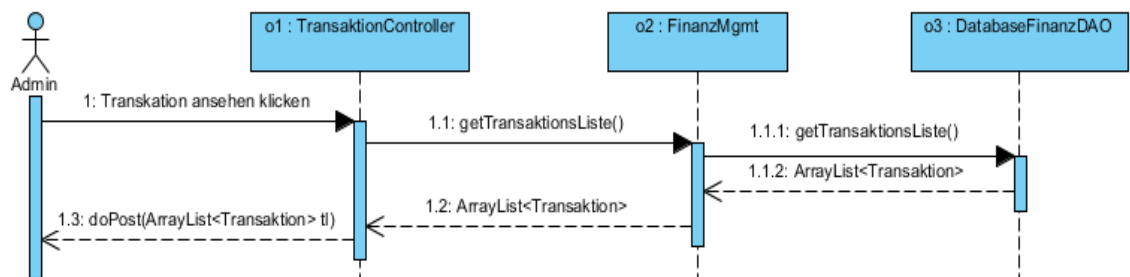 o1 : TransaktionController
o2 : FinanzMgmt
o3 : DatabaseFinanzDAO
Admin
1: Transkation ansehen klicken
1.1: getTransaktionsListe()
1.1.1: getTransaktionsListe()
1.1.2: ArrayList<Transaktion>
1.2: ArrayList<Transaktion>
1.3: doPost(ArrayList<Transaktion> tl)